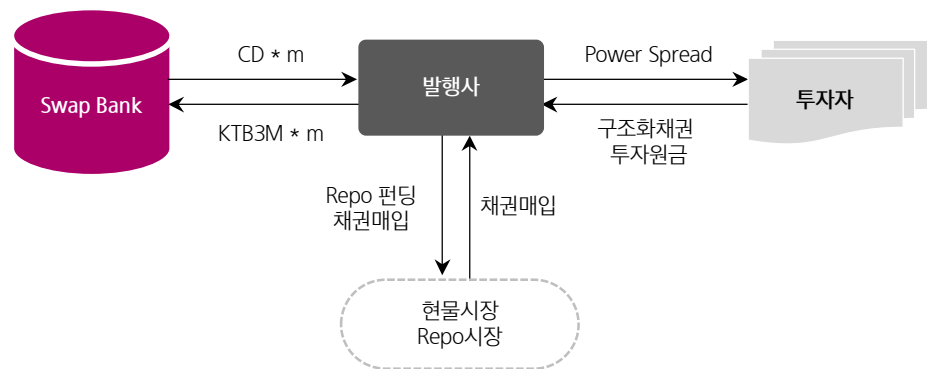 CD * m
Power Spread
Swap Bank
발행사
투자자
KTB3M * m
구조화채권
투자원금
Repo 펀딩
채권매입
채권매입
현물시장
Repo시장